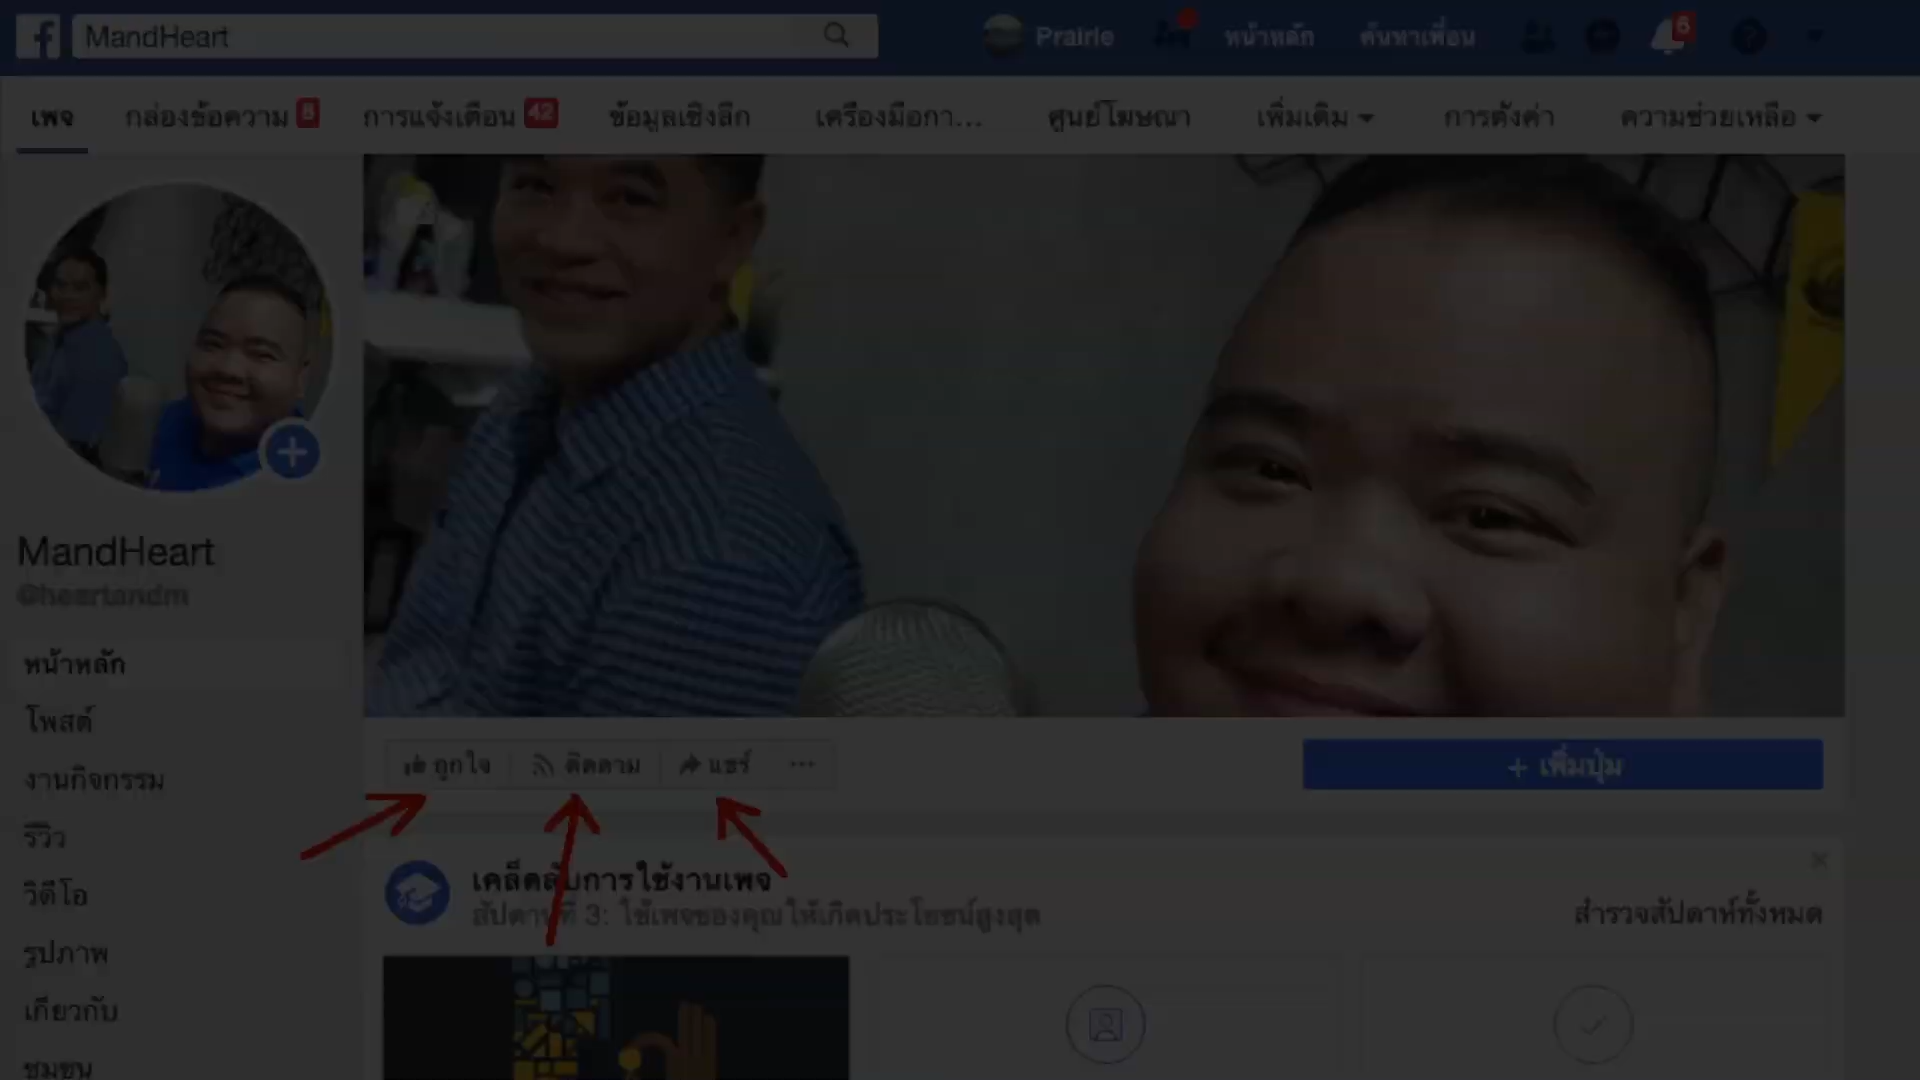 MandHeart
Prairie
หน้าหลัก
ค้นหาเพื่อน
6
เพจ
กล่องข้อความ 8
การแจ้งเตือน 42
ข้อมูลเชิงลึก
เครื่องมือกา...
ศูนย์โฆษณา
เพิ่มเติม
การตั้งค่า
ความช่วยเหลือ
MandHeart
@heartandm
หน้าหลัก
โพสต์
งานกิจกรรม
รีวิว
วิดีโอ
รูปภาพ
เกี่ยวกับ
ชุมชน
ถูกใจ
ติดตาม
แชร์
+ เพิ่มปุ่ม
เคล็ดลับการใช้งานเพจ
สัปดาห์ที่ 3: ใช้เพจของคุณให้เกิดประโยชน์สูงสุด
สำรวจสัปดาห์ทั้งหมด